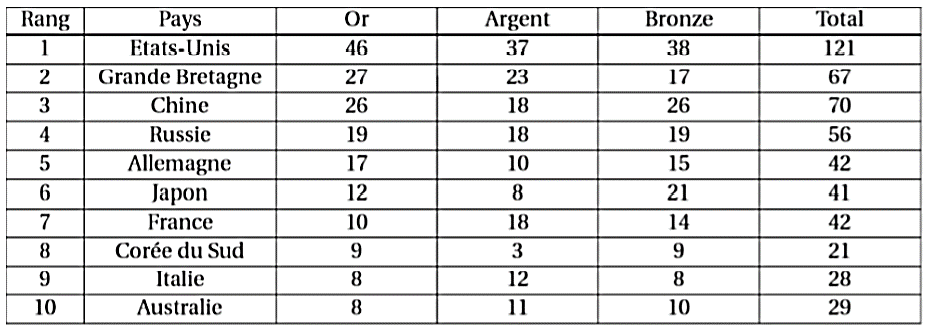 Rang Pays Or Argent Bronze Total
1 Etats-Unis 46 37 38 121
2 Grande Bretagne 27 23 17 67
3 Chine 26 18 26 70
4 Russie 19 18 19 56
5 Allemagne 17 10 15 42
6 Japon 12 8 21 41
7 France 10 18 14 42
8 Corée du Sud 9 3 9 21
9 Italie 8 12 8 28
10 Australie 8 11 10 29